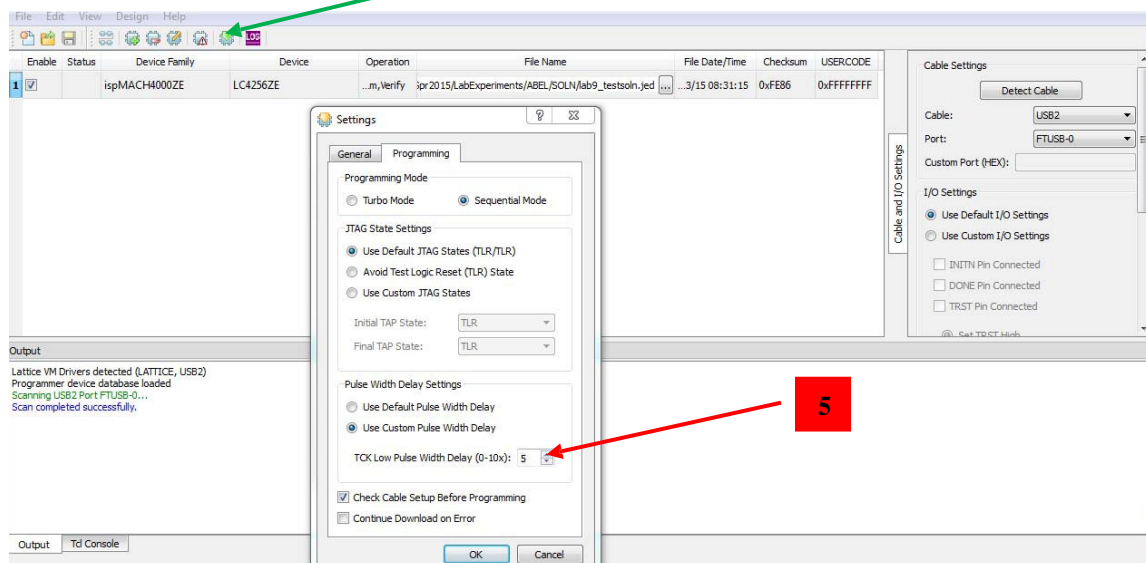 File Edit View Design Help
LOG
Enable Status Device Family Device Operation File Name File Date/Time Checksum USERCODE
1 ispMACH4000ZE LC4256ZE ...m,Verify pr2015/LabExperiments/ABEL/SOLN/lab9_testsoln.jed ... ...3/15 08:31:15 0xFE86 0xFFFFFFFF
Settings
General Programming
Programming Mode
Turbo Mode Sequential Mode
JTAG State Settings
Use Default JTAG States (TLR/TLR)
Avoid Test Logic Reset (TLR) State
Use Custom JTAG States
Initial TAP State: TLR
Final TAP State: TLR
Pulse Width Delay Settings
Use Default Pulse Width Delay
Use Custom Pulse Width Delay
TCK Low Pulse Width Delay (0-10x): 5
Check Cable Setup Before Programming
Continue Download on Error
OK Cancel
Cable and I/O Settings
Cable Settings
Detect Cable
Cable: USB2
Port: FTUSB-0
Custom Port (HEX):
I/O Settings
Use Default I/O Settings
Use Custom I/O Settings
INITN Pin Connected
DONE Pin Connected
TRST Pin Connected
Set TRST High
Output
Lattice VM Drivers detected (LATTICE, USB2)
Programmer device database loaded
Scanning USB2 Port FTUSB-0...
Scan completed successfully.
5
Output Tcl Console